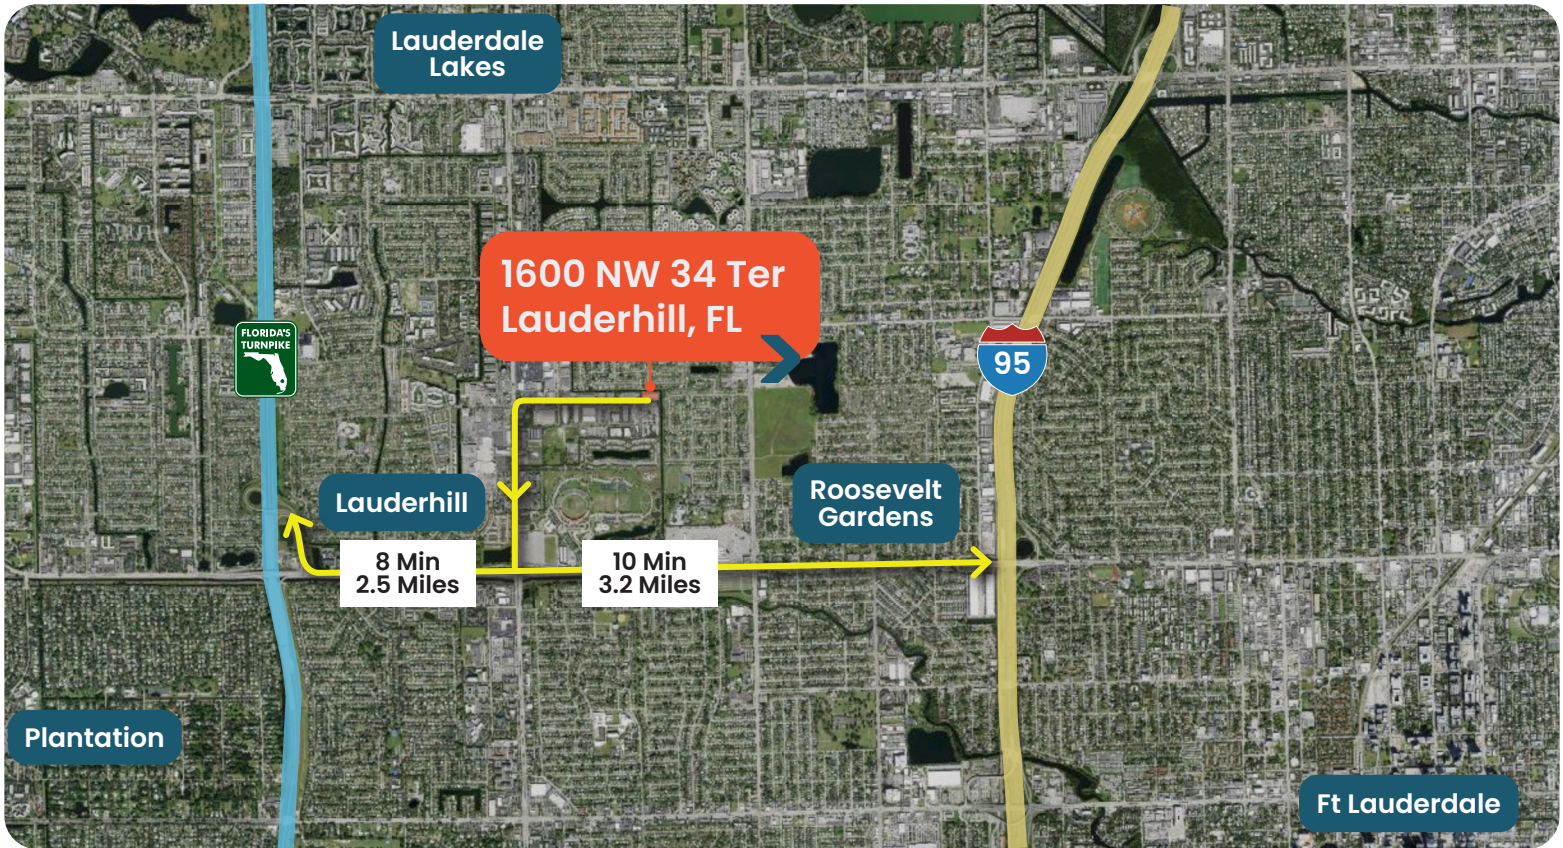 Lauderdale
Lakes
1600 NW 34 Ter
Lauderhill, FL
FLORIDA'S
TURNPIKE
95
Lauderhill
Roosevelt
Gardens
8 Min
2.5 Miles
10 Min
3.2 Miles
Plantation
Ft Lauderdale